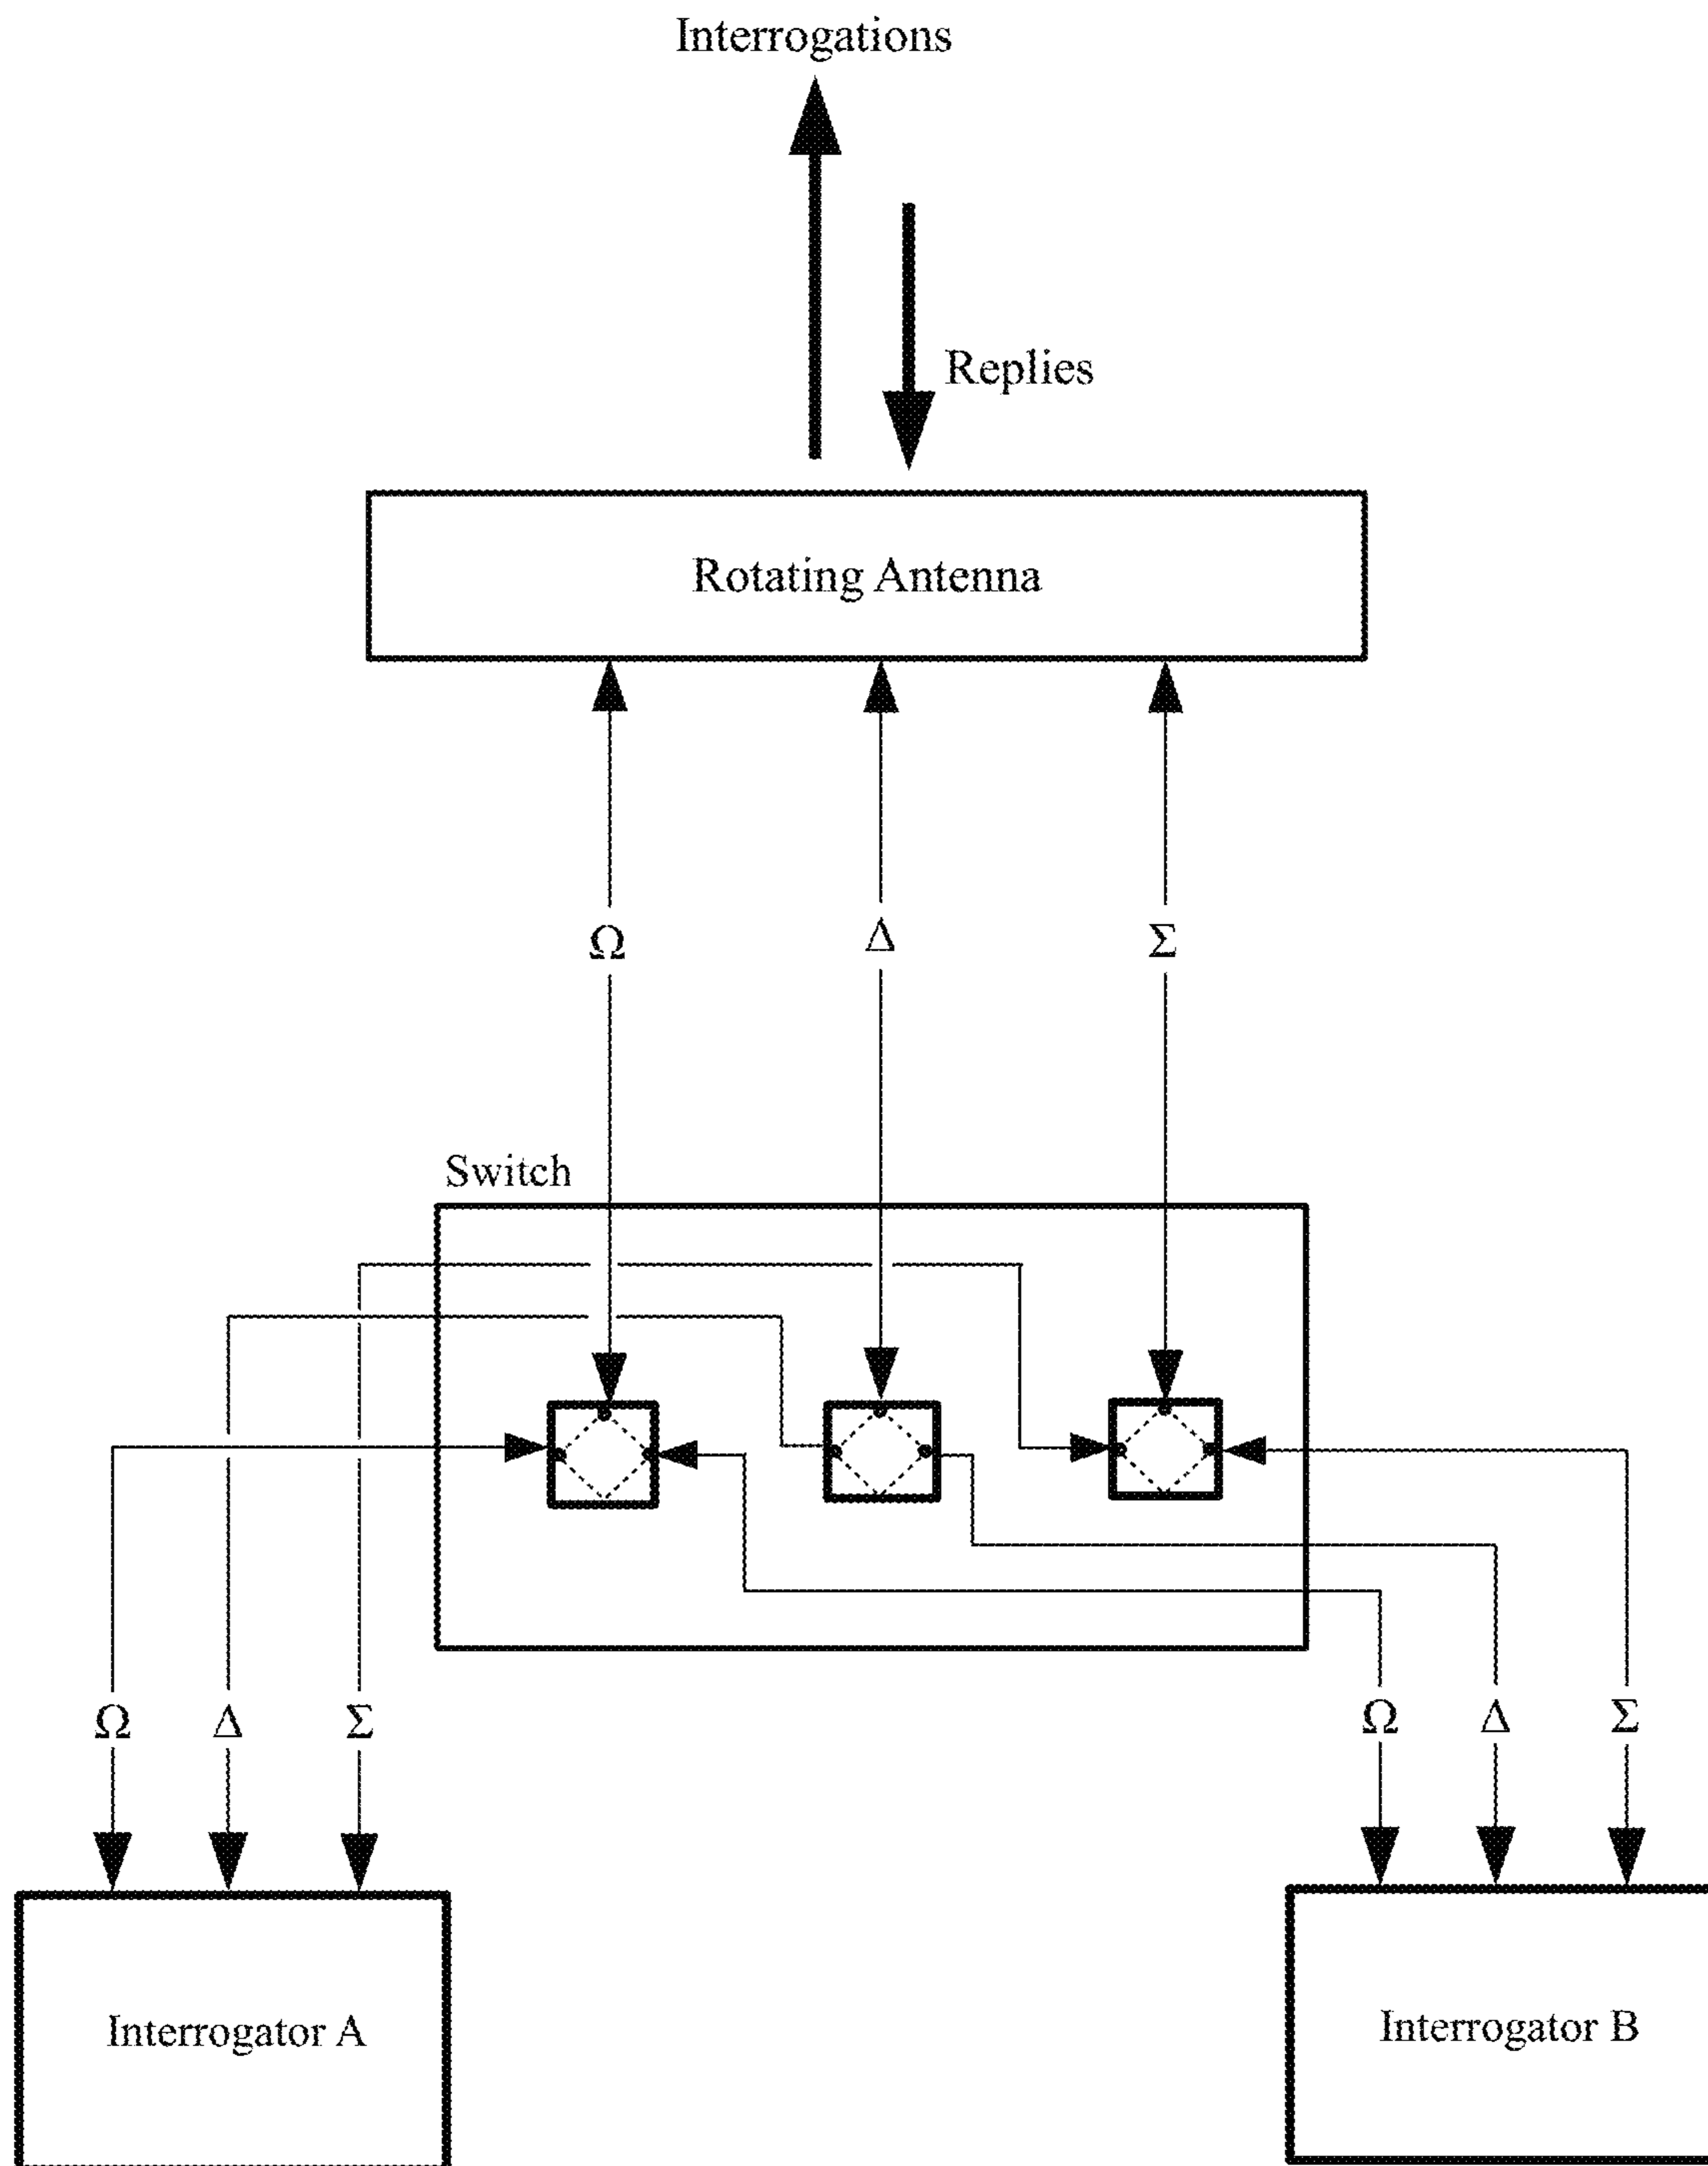 Interrogations
Replies
Rotating Antenna
Ω Δ Σ
Switch
Ω Δ Σ
Ω Δ Σ
Interrogator A
Interrogator B